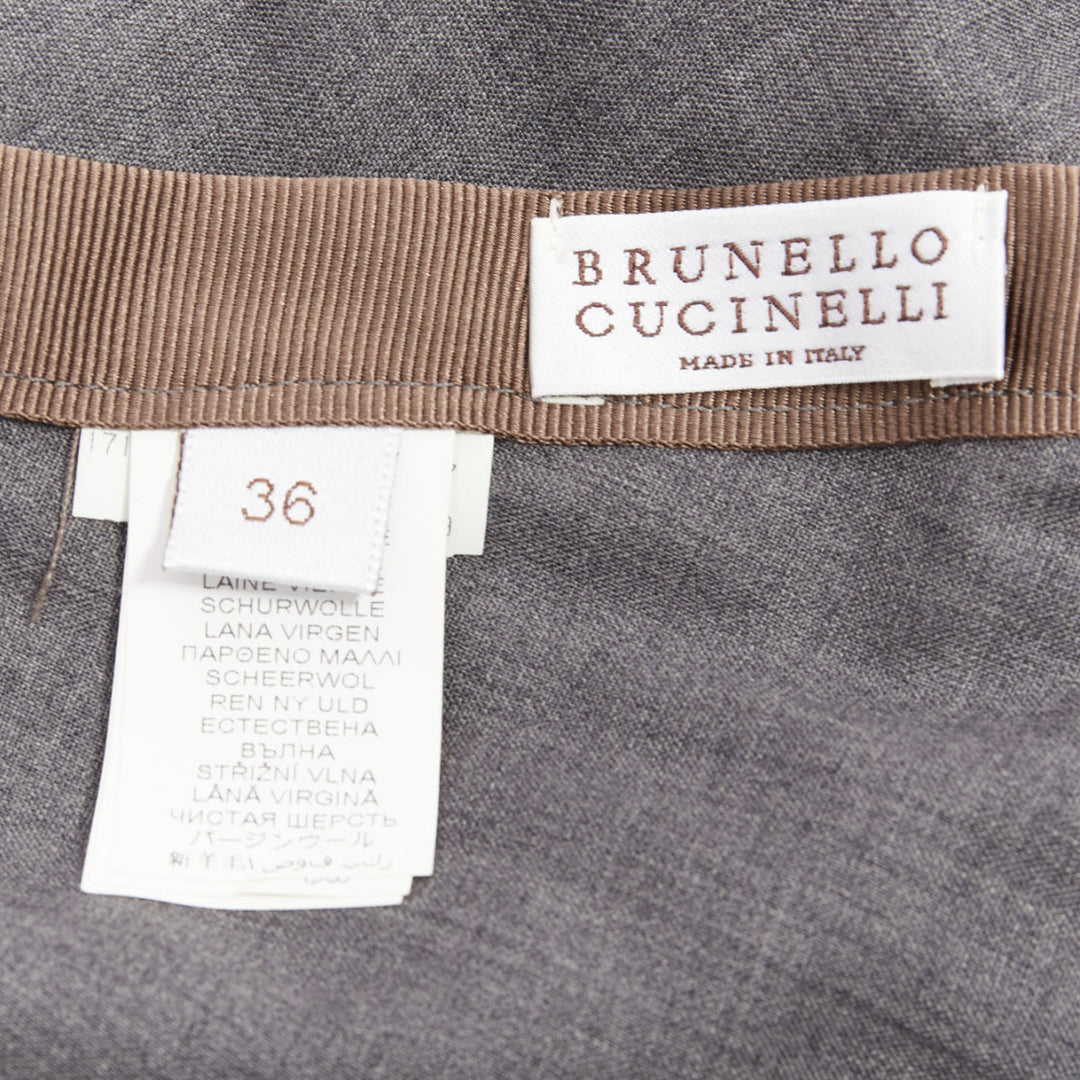 BRUNELLO
CUCINELLI
MADE IN ITALY
36
LAINE
SCHURWOLLE
LANA VIRGEN
ΠΑΡΘΕΝΟ ΜΑΛΛΙ
SCHEERWOL
REN NY ULD
ЕСТЕСТВЕНА
ВЪЛНА
STŘIŽNÍ VLNA
LÂNĂ VIRGINĂ
ЧИСТАЯ ШЕРСТЬ
バージンウール